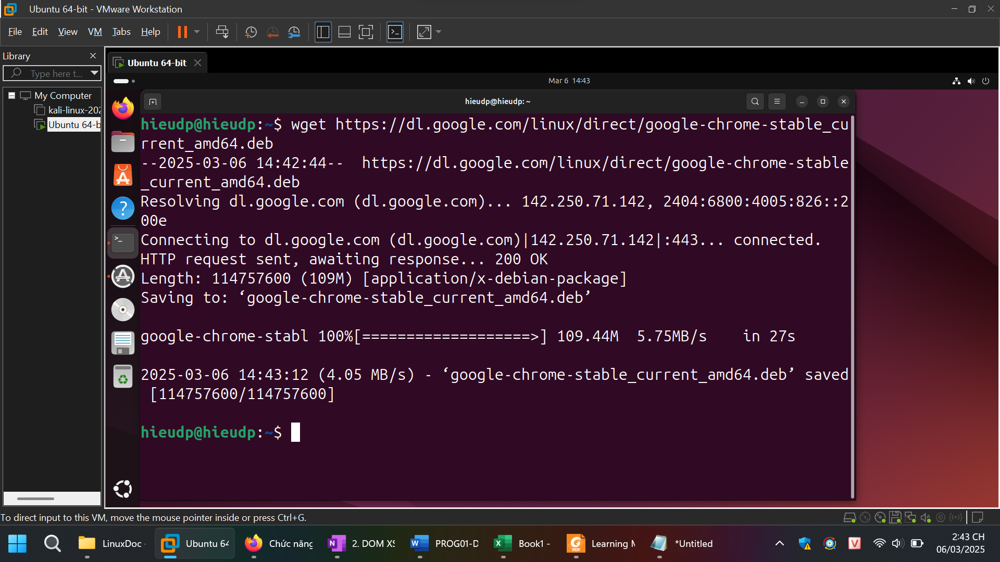 Ubuntu 64-bit - VMware Workstation
File Edit View VM Tabs Help
Library
Type here t...
My Computer
kali-linux-202
Ubuntu 64-b
Ubuntu 64-bit
Mar 6 14:43
hieudp@hieudp: ~
hieudp@hieudp:~$ wget https://dl.google.com/linux/direct/google-chrome-stable_cu
rrent_amd64.deb
--2025-03-06 14:42:44--  https://dl.google.com/linux/direct/google-chrome-stable
_current_amd64.deb
Resolving dl.google.com (dl.google.com)... 142.250.71.142, 2404:6800:4005:826::2
00e
Connecting to dl.google.com (dl.google.com)|142.250.71.142|:443... connected.
HTTP request sent, awaiting response... 200 OK
Length: 114757600 (109M) [application/x-debian-package]
Saving to: ‘google-chrome-stable_current_amd64.deb’
google-chrome-stabl 100%[===================>] 109.44M  5.75MB/s    in 27s
2025-03-06 14:43:12 (4.05 MB/s) - ‘google-chrome-stable_current_amd64.deb’ saved
[114757600/114757600]
hieudp@hieudp:~$
To direct input to this VM, move the mouse pointer inside or press Ctrl+G.
LinuxDoc
Ubuntu 64
Chức năng
2. DOM XS
PROG01-D
Book1 -
Learning M
*Untitled
2:43 CH
06/03/2025